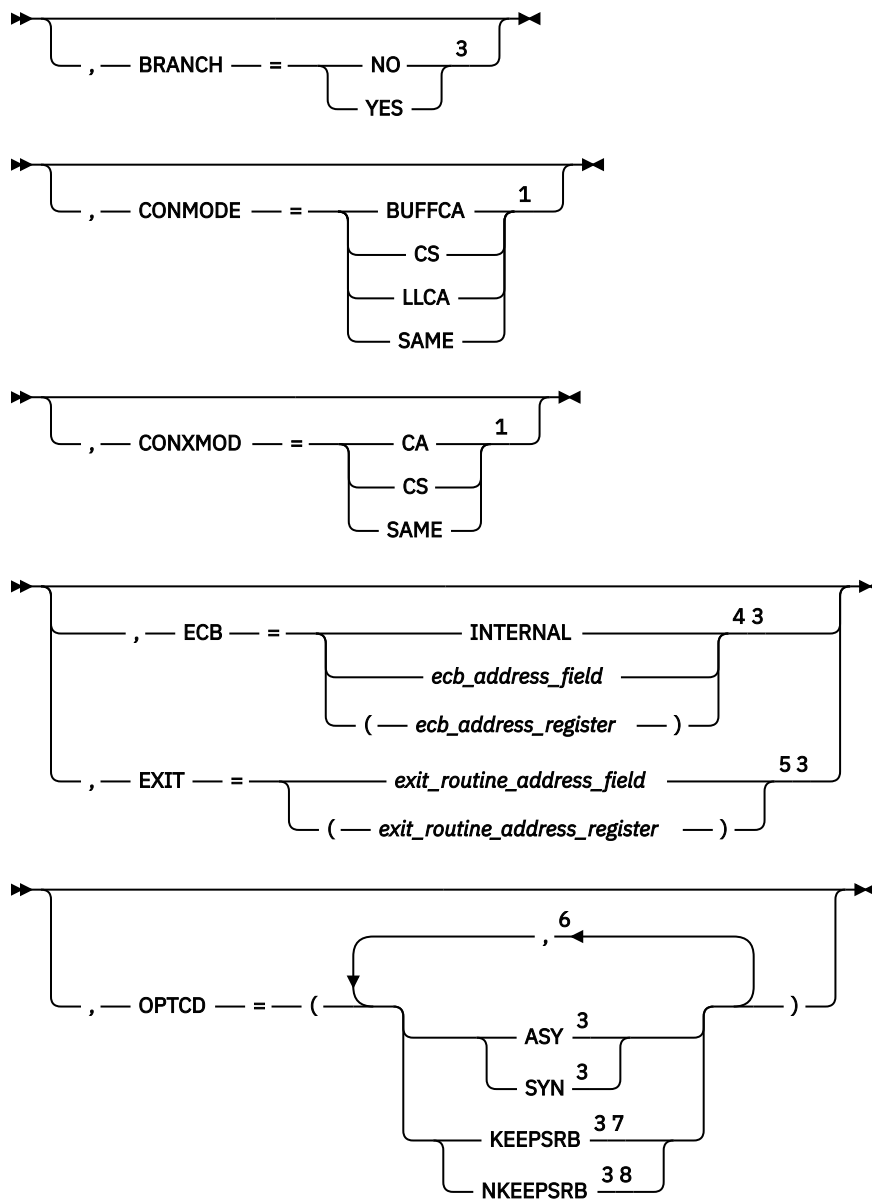 , BRANCH = NO 3
YES
, CONMODE = BUFFCA 1
CS
LLCA
SAME
, CONXMOD = CA 1
CS
SAME
, ECB = INTERNAL 4 3
ecb_address_field
( ecb_address_register )
, EXIT = exit_routine_address_field 5 3
( exit_routine_address_register )
, 6
, OPTCD = ( )
ASY 3
SYN 3
KEEPSRB 3 7
NKEEPSRB 3 8